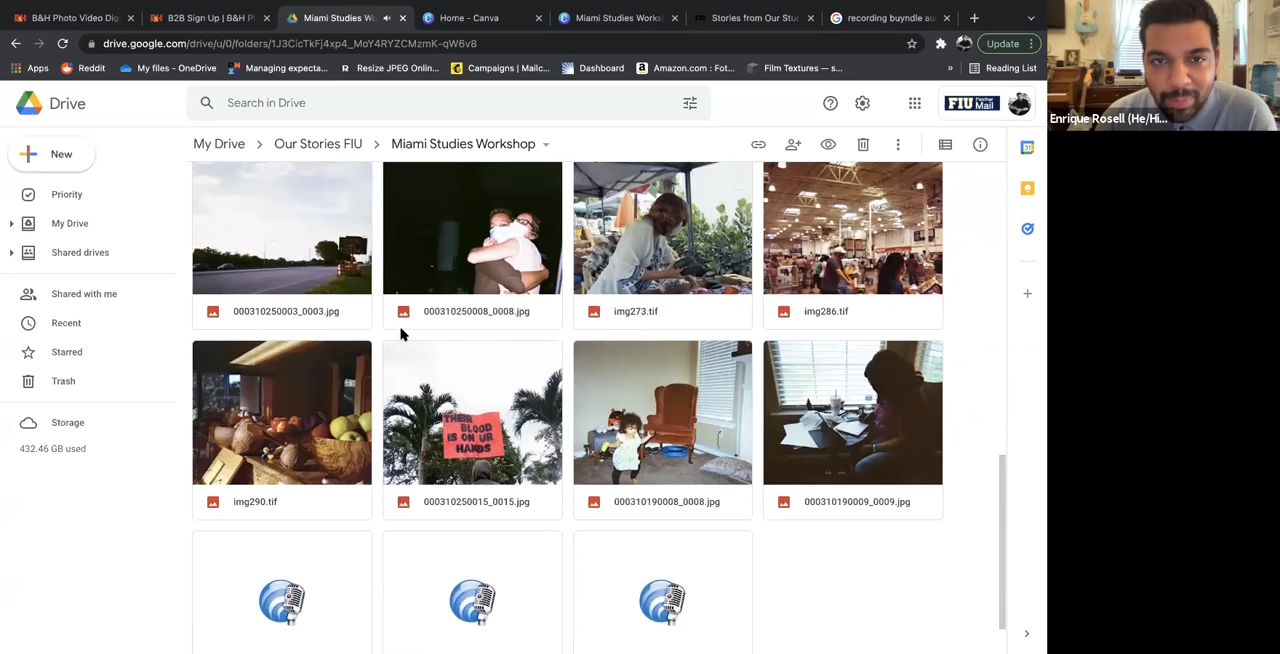 B&H Photo Video Dig
B2B Sign Up | B&H P
Miami Studies Wo
Home - Canva
Miami Studies Works
Stories from Our Stu
recording buyndle au
drive.google.com/drive/u/0/folders/1J3CicTkFj4xp4_MoY4RYZCMzmK-qW6v8
Update
Apps
Reddit
My files - OneDrive
Managing expecta...
Resize JPEG Onlin...
Campaigns | Mailc...
Dashboard
Amazon.com : Fot...
Film Textures — s...
»
Reading List
Drive
Search in Drive
FIU Panther Mail
Enrique Rosell (He/Hi...
New
My Drive
Our Stories FIU
Miami Studies Workshop
Priority
My Drive
Shared drives
Shared with me
Recent
Starred
Trash
Storage
432.46 GB used
31
000310250003_0003.jpg
000310250008_0008.jpg
img273.tif
img286.tif
THEIR
BLOOD
IS ON UR
HANDS
img290.tif
000310250015_0015.jpg
000310190008_0008.jpg
000310190009_0009.jpg